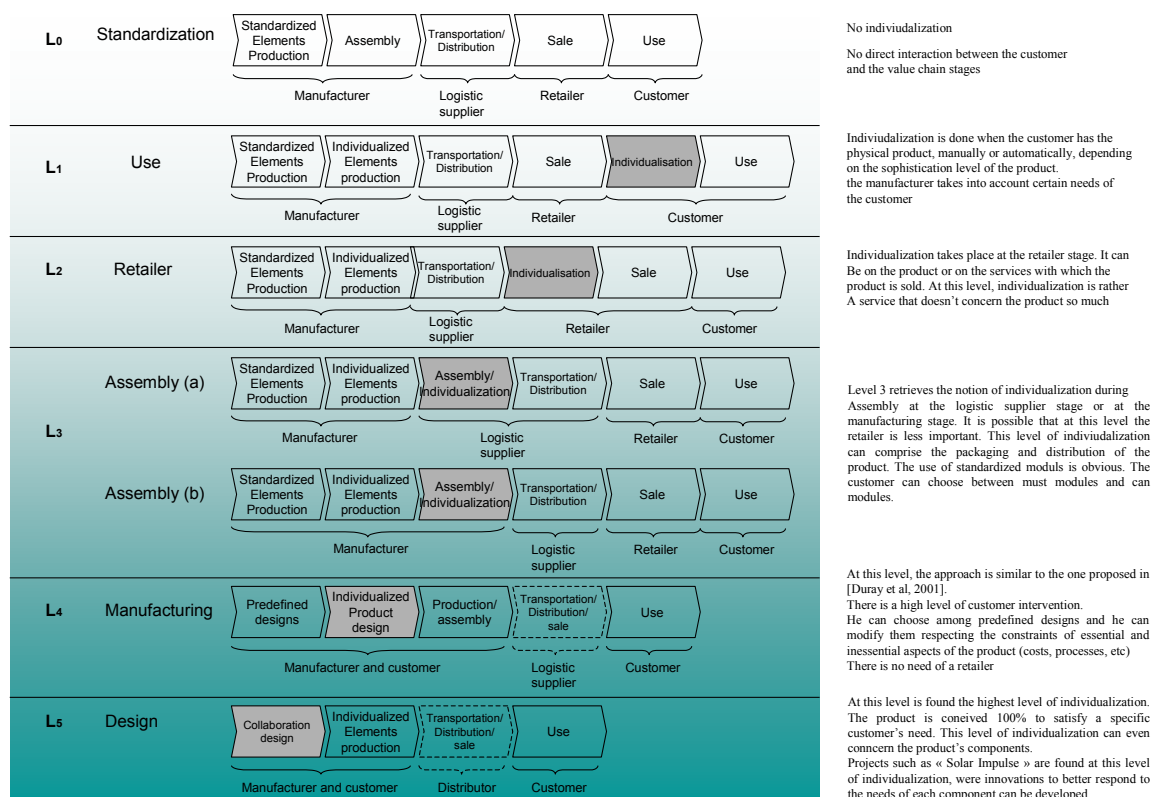 L0 Standardization
Standardized Elements Production
Assembly
Transportation/ Distribution
Sale
Use
Manufacturer
Logistic supplier
Retailer
Customer
No indiviudalization
No direct interaction between the customer
and the value chain stages
L1 Use
Standardized Elements Production
Individualized Elements production
Transportation/ Distribution
Sale
Individualisation
Use
Manufacturer
Logistic supplier
Retailer
Customer
Indiviudalization is done when the customer has the
physical product, manually or automatically, depending
on the sophistication level of the product.
the manufacturer takes into account certain needs of
the customer
L2 Retailer
Standardized Elements Production
Individualized Elements production
Transportation/ Distribution
Individualisation
Sale
Use
Manufacturer
Logistic supplier
Retailer
Customer
Individualization takes place at the retailer stage. It can
Be on the product or on the services with which the
product is sold. At this level, individualization is rather
A service that doesn't concern the product so much
L3
Assembly (a)
Standardized Elements Production
Individualized Elements production
Assembly/ Individualization
Transportation/ Distribution
Sale
Use
Manufacturer
Logistic supplier
Retailer
Customer
Assembly (b)
Standardized Elements Production
Individualized Elements production
Assembly/ Individualization
Transportation/ Distribution
Sale
Use
Manufacturer
Logistic supplier
Retailer
Customer
Level 3 retrieves the notion of individualization during
Assembly at the logistic supplier stage or at the
manufacturing stage. It is possible that at this level the
retailer is less important. This level of indiviudalization
can comprise the packaging and distribution of the
product. The use of standardized moduls is obvious. The
customer can choose between must modules and can
modules.
L4 Manufacturing
Predefined designs
Individualized Product design
Production/ assembly
Transportation/ Distribution/ sale
Use
Manufacturer and customer
Logistic supplier
Customer
At this level, the approach is similar to the one proposed in
[Duray et al, 2001].
There is a high level of customer intervention.
He can choose among predefined designs and he can
modify them respecting the constraints of essential and
inessential aspects of the product (costs, processes, etc)
There is no need of a retailer
L5 Design
Collaboration design
Individualized Elements production
Transportation/ Distribution/ sale
Use
Manufacturer and customer
Distributor
Customer
At this level is found the highest level of individualization.
The product is coneived 100% to satisfy a specific
customer's need. This level of individualization can even
conncern the product's components.
Projects such as « Solar Impulse » are found at this level
of individualization, were innovations to better respond to
the needs of each component can be developed